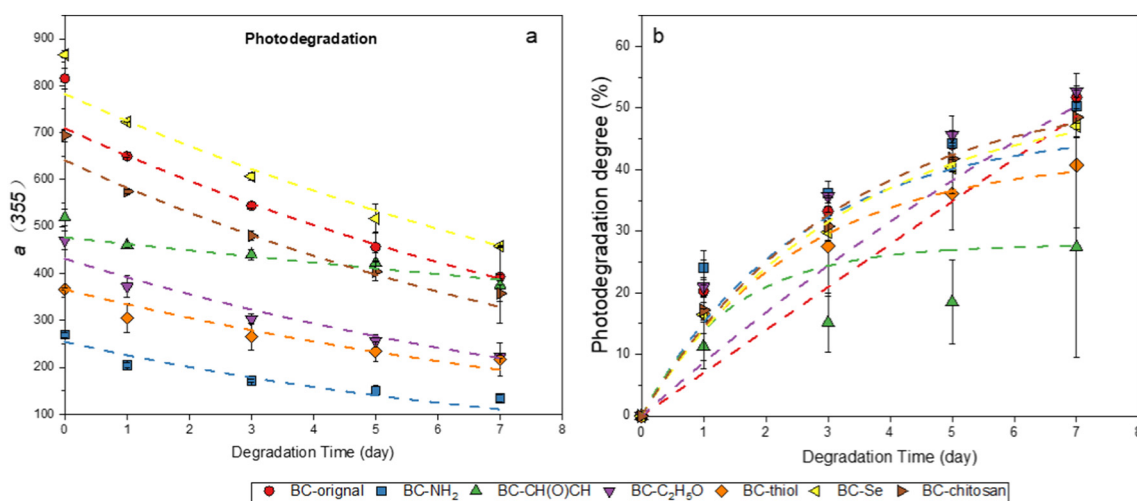 Photodegradation
a
a (355)
900
800
700
600
500
400
300
200
100
0 1 2 3 4 5 6 7 8
Degradation Time (day)
b
Photodegradation degree (%)
60
50
40
30
20
10
0
0 1 2 3 4 5 6 7 8
Degradation Time (day)
BC-orignal BC-NH₂ BC-CH(O)CH BC-C₂H₅O BC-thiol BC-Se BC-chitosan